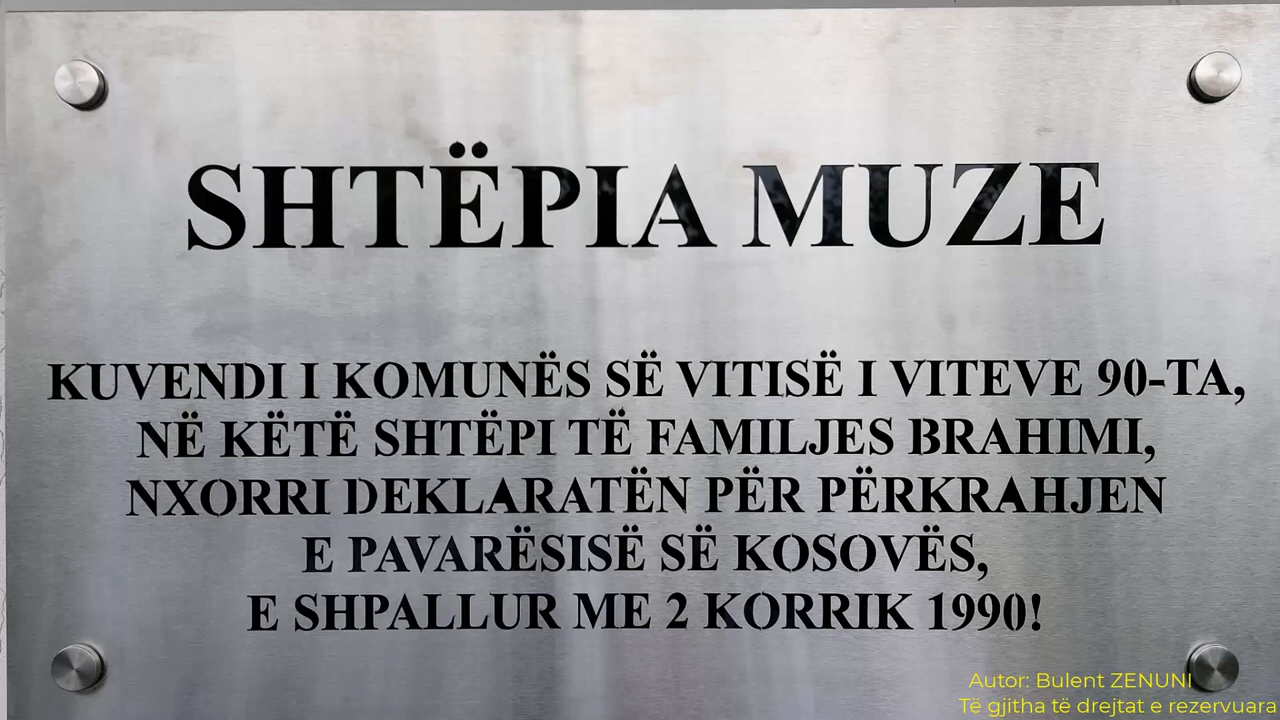 SHTËPIA MUZE
KUVENDI I KOMUNËS SË VITISË I VITEVE 90-TA,
NË KËTË SHTËPI TË FAMILJES BRAHIMI,
NXORRI DEKLARATËN PËR PËRKRAHJEN
E PAVARËSISË SË KOSOVËS,
E SHPALLUR ME 2 KORRIK 1990!
Autor: Bulent ZENUNI
Të gjitha të drejtat e rezervuara